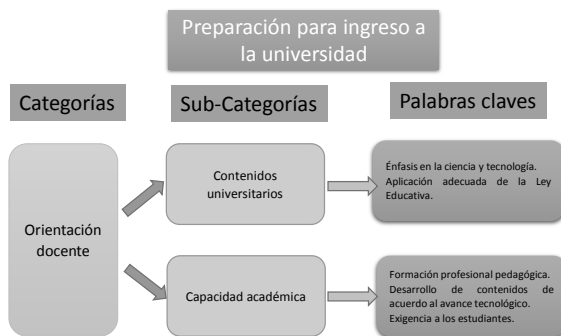 Preparación para ingreso a
la universidad
Categorías
Sub-Categorías
Palabras claves
Orientación
docente
Contenidos
universitarios
Énfasis en la ciencia y tecnología.
Aplicación adecuada de la Ley
Educativa.
Capacidad académica
Formación profesional pedagógica.
Desarrollo de contenidos de
acuerdo al avance tecnológico.
Exigencia a los estudiantes.